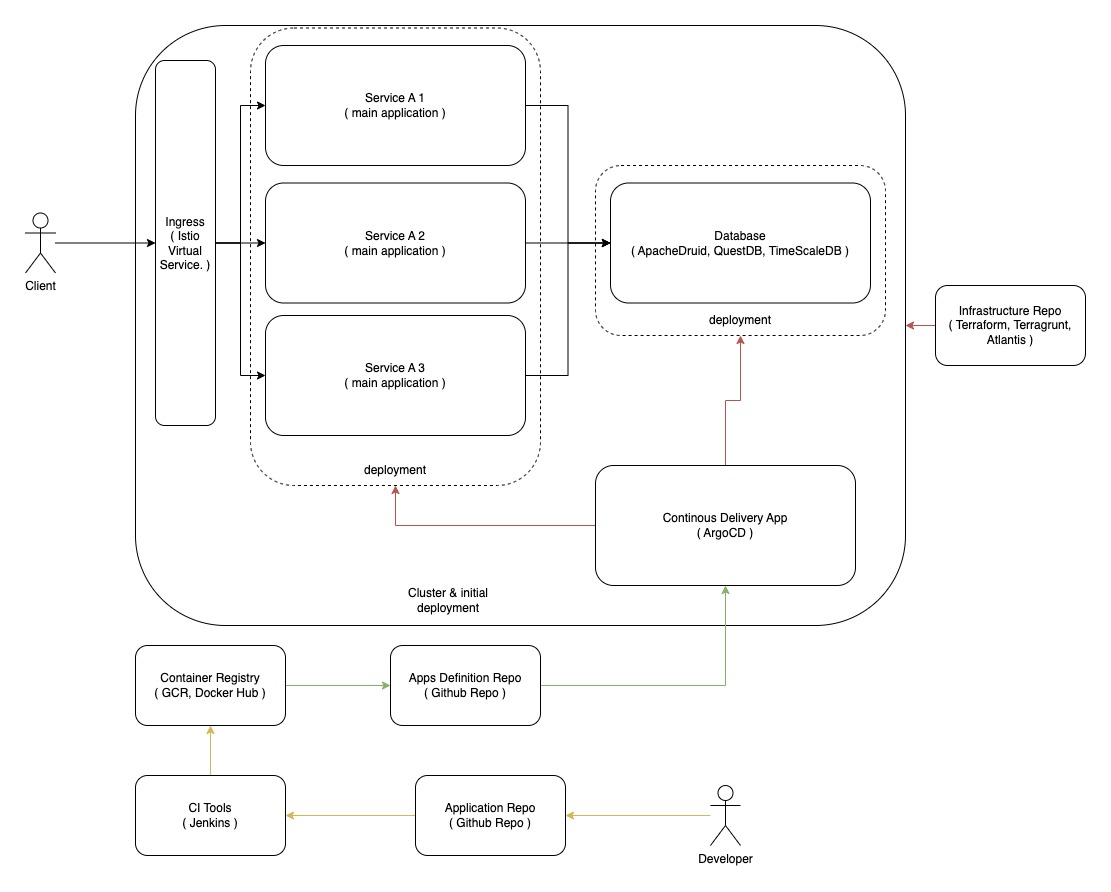 Service A 1
( main application )
Ingress
( Istio
Virtual
Service. )
Service A 2
( main application )
Database
( ApacheDruid, QuestDB, TimeScaleDB )
Client
deployment
Infrastructure Repo
( Terraform, Terragrunt,
Atlantis )
Service A 3
( main application )
deployment
Continous Delivery App
( ArgoCD )
Cluster & initial
deployment
Container Registry
( GCR, Docker Hub )
Apps Definition Repo
( Github Repo )
CI Tools
( Jenkins )
Application Repo
( Github Repo )
Developer